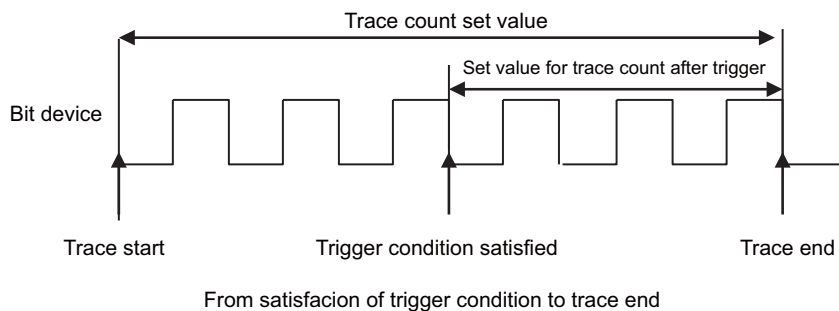 Trace count set value
Set value for trace count after trigger
Bit device
Trace start
Trigger condition satisfied
Trace end
From satisfacion of trigger condition to trace end